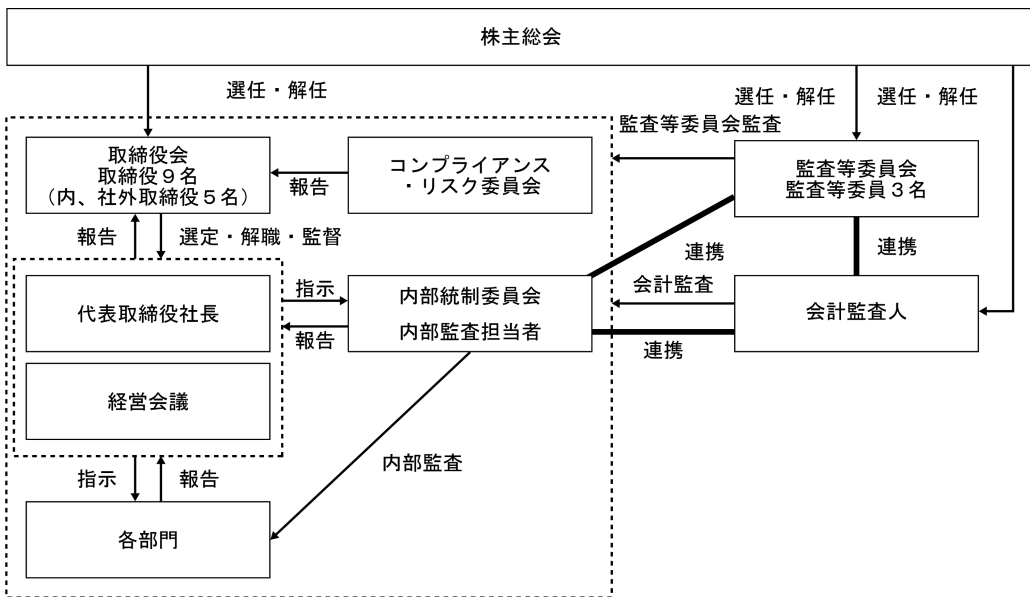 株主総会
選任・解任
選任・解任
選任・解任
監査等委員会監査
取締役会
取締役９名
（内、社外取締役５名）
報告
コンプライアンス
・リスク委員会
監査等委員会
監査等委員３名
報告
選定・解職・監督
連携
連携
代表取締役社長
指示
報告
内部統制委員会
内部監査担当者
会計監査
連携
会計監査人
経営会議
内部監査
指示
報告
各部門